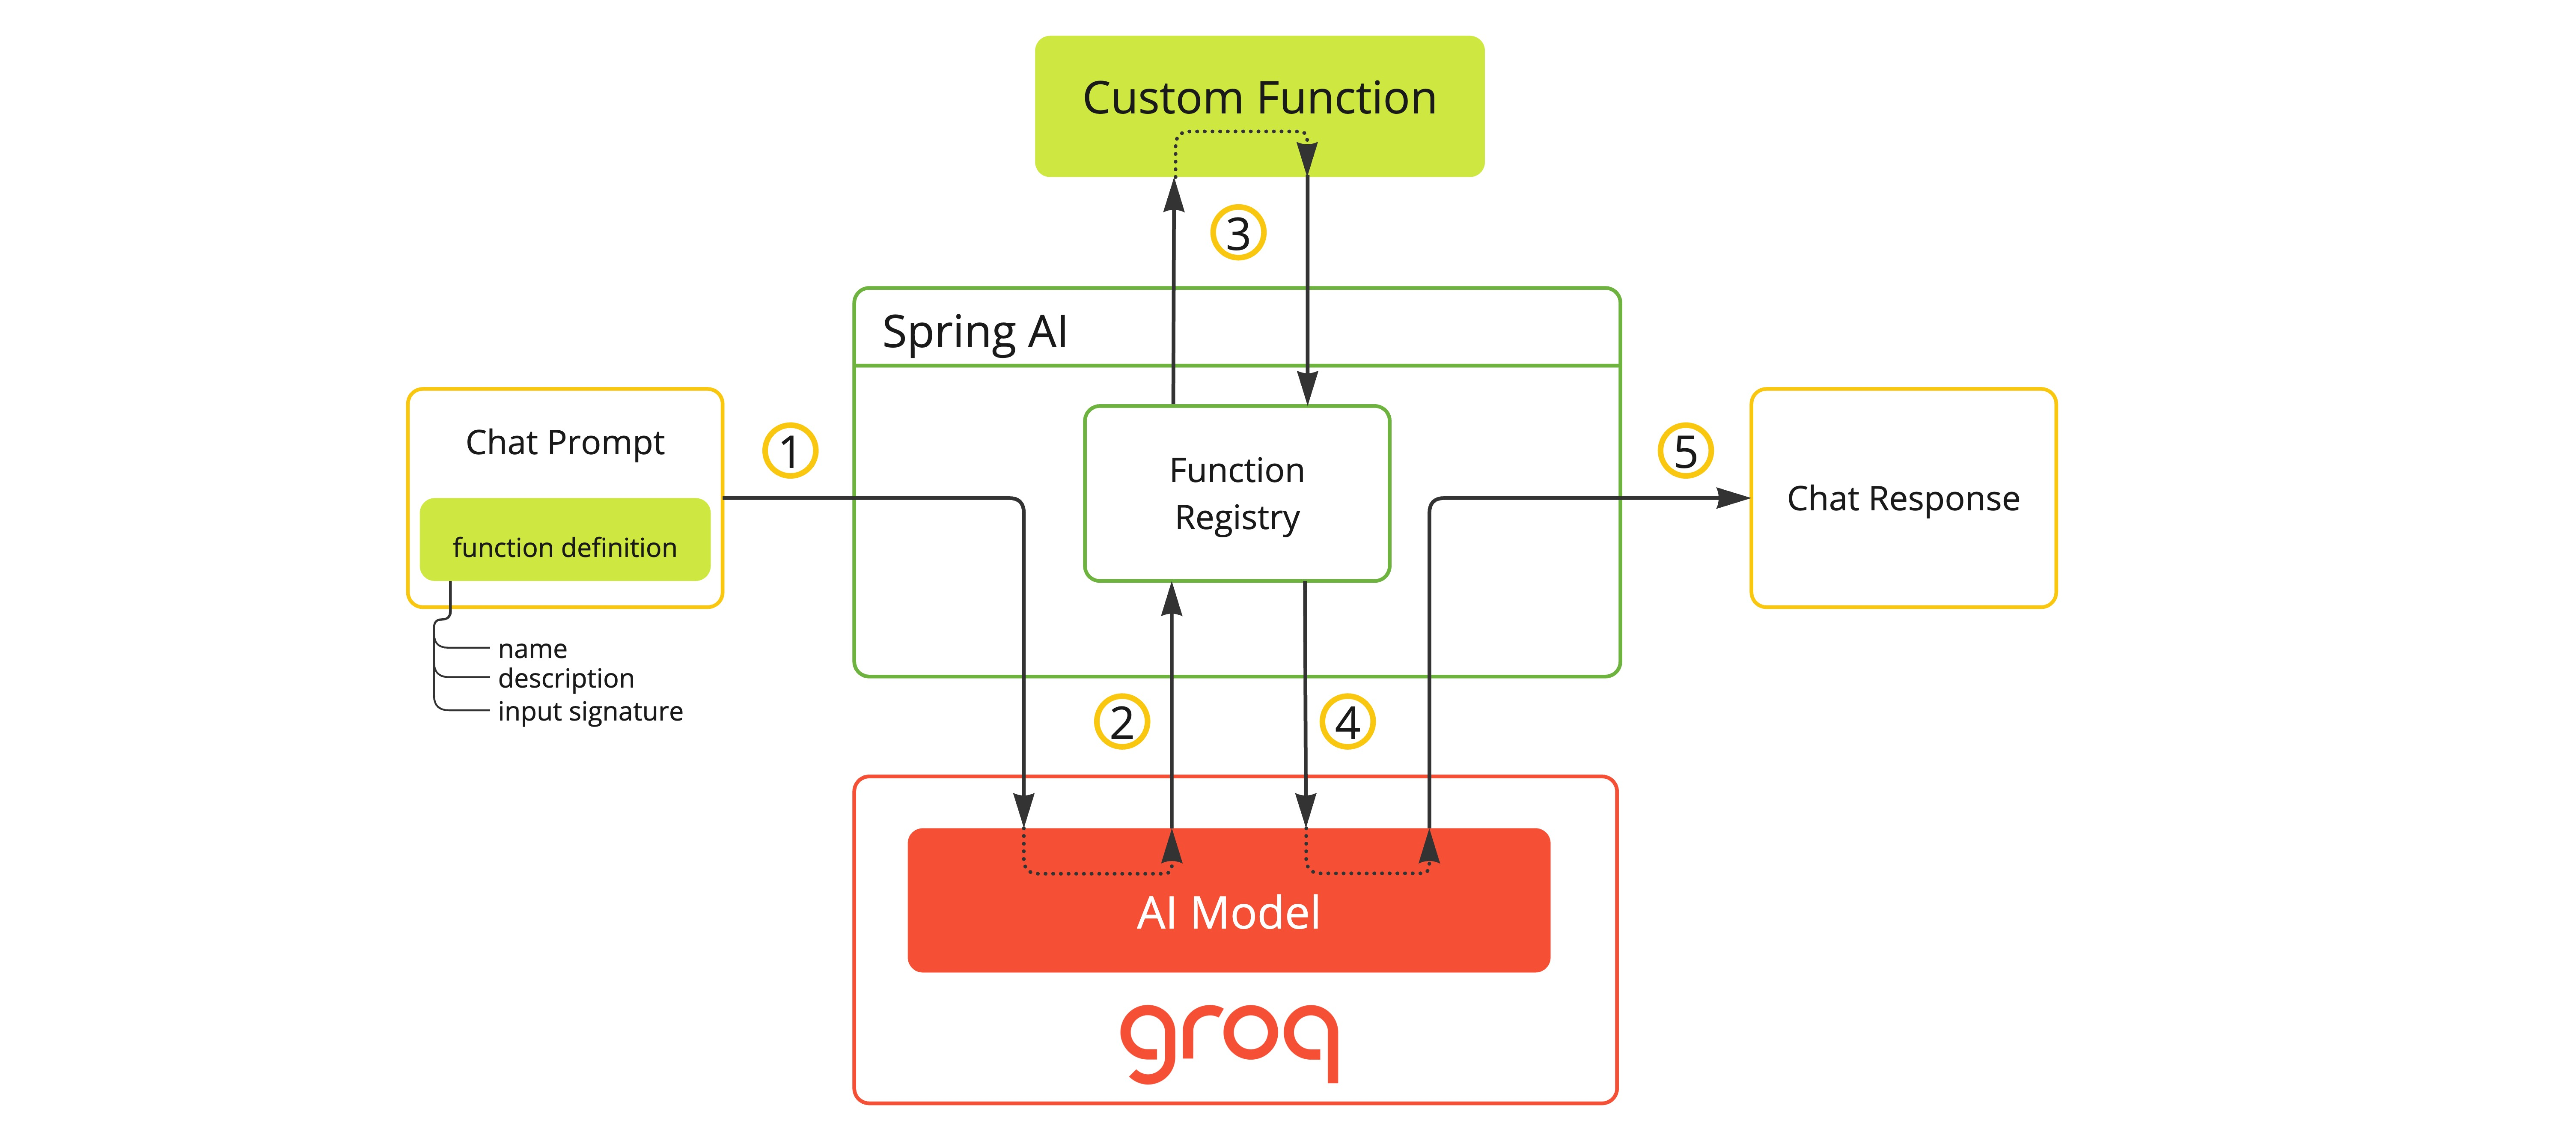 Custom Function
3
Spring AI
Chat Prompt
function definition
name
description
input signature
1
Function
Registry
5
Chat Response
2
4
AI Model
groq